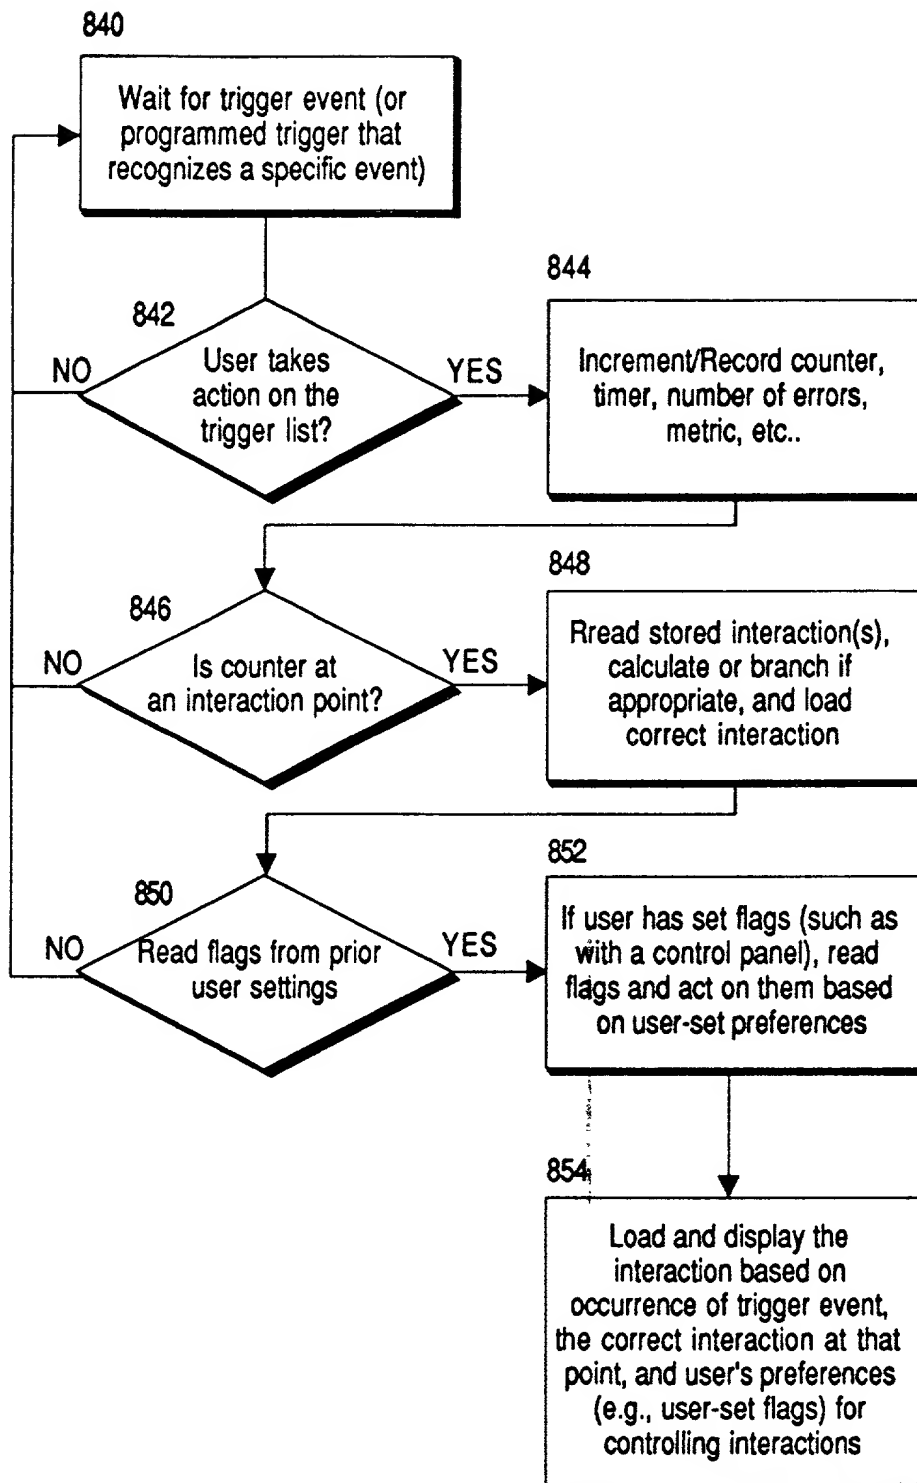 840
Wait for trigger event (or
programmed trigger that
recognizes a specific event)
842
NO
User takes
action on the
trigger list?
YES
844
Increment/Record counter,
timer, number of errors,
metric, etc..
846
NO
Is counter at
an interaction point?
YES
848
Rread stored interaction(s),
calculate or branch if
appropriate, and load
correct interaction
850
NO
Read flags from prior
user settings
YES
852
If user has set flags (such as
with a control panel), read
flags and act on them based
on user-set preferences
854
Load and display the
interaction based on
occurrence of trigger event,
the correct interaction at that
point, and user's preferences
(e.g., user-set flags) for
controlling interactions